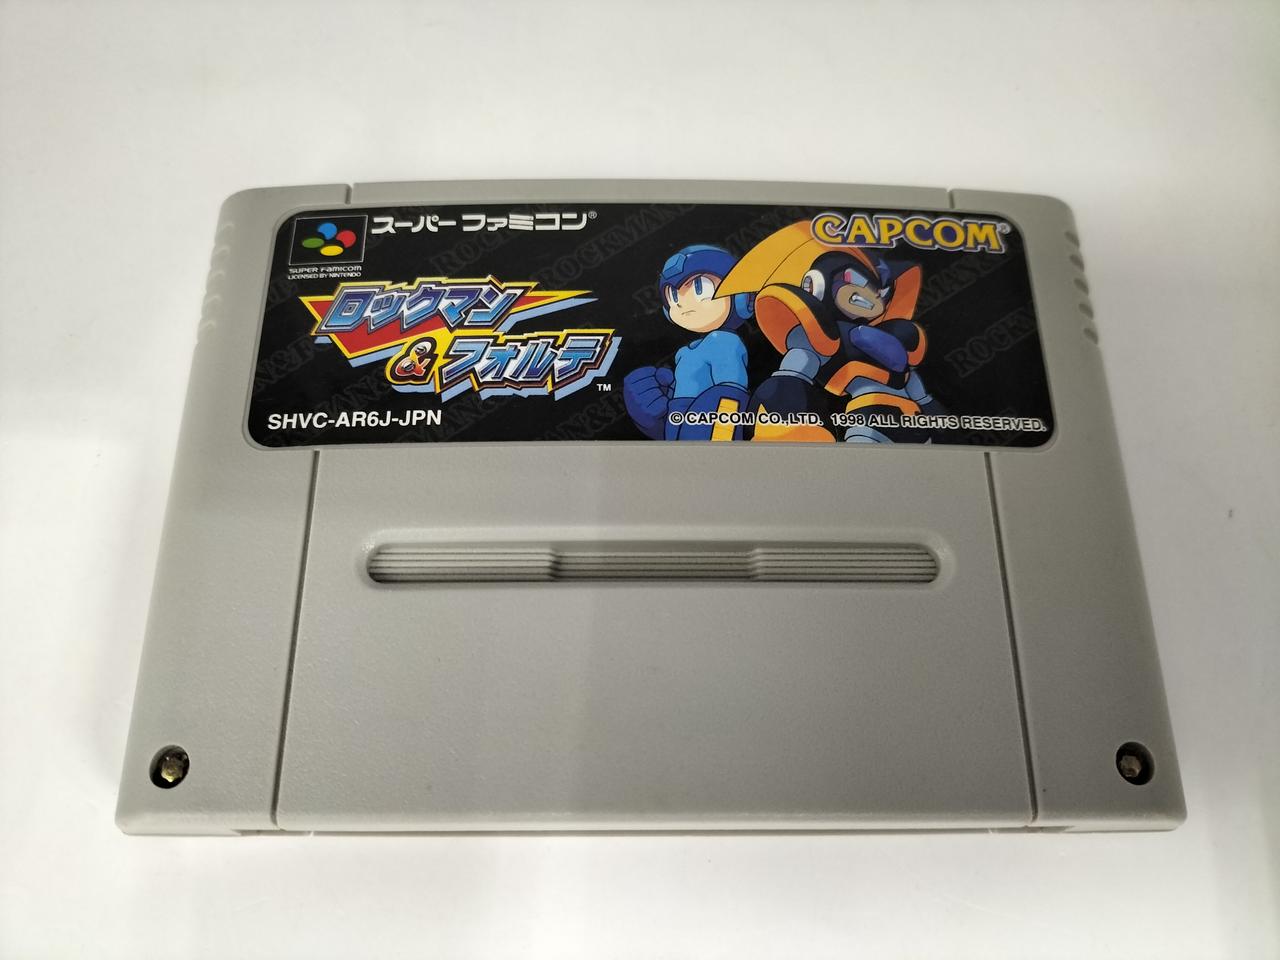 スーパーファミコン®
CAPCOM®
SUPER FAMICOM
LICENSED BY NINTENDO
ロックマン
&フォルテ
TM
SHVC-AR6J-JPN
© CAPCOM CO., LTD. 1998 ALL RIGHTS RESERVED.